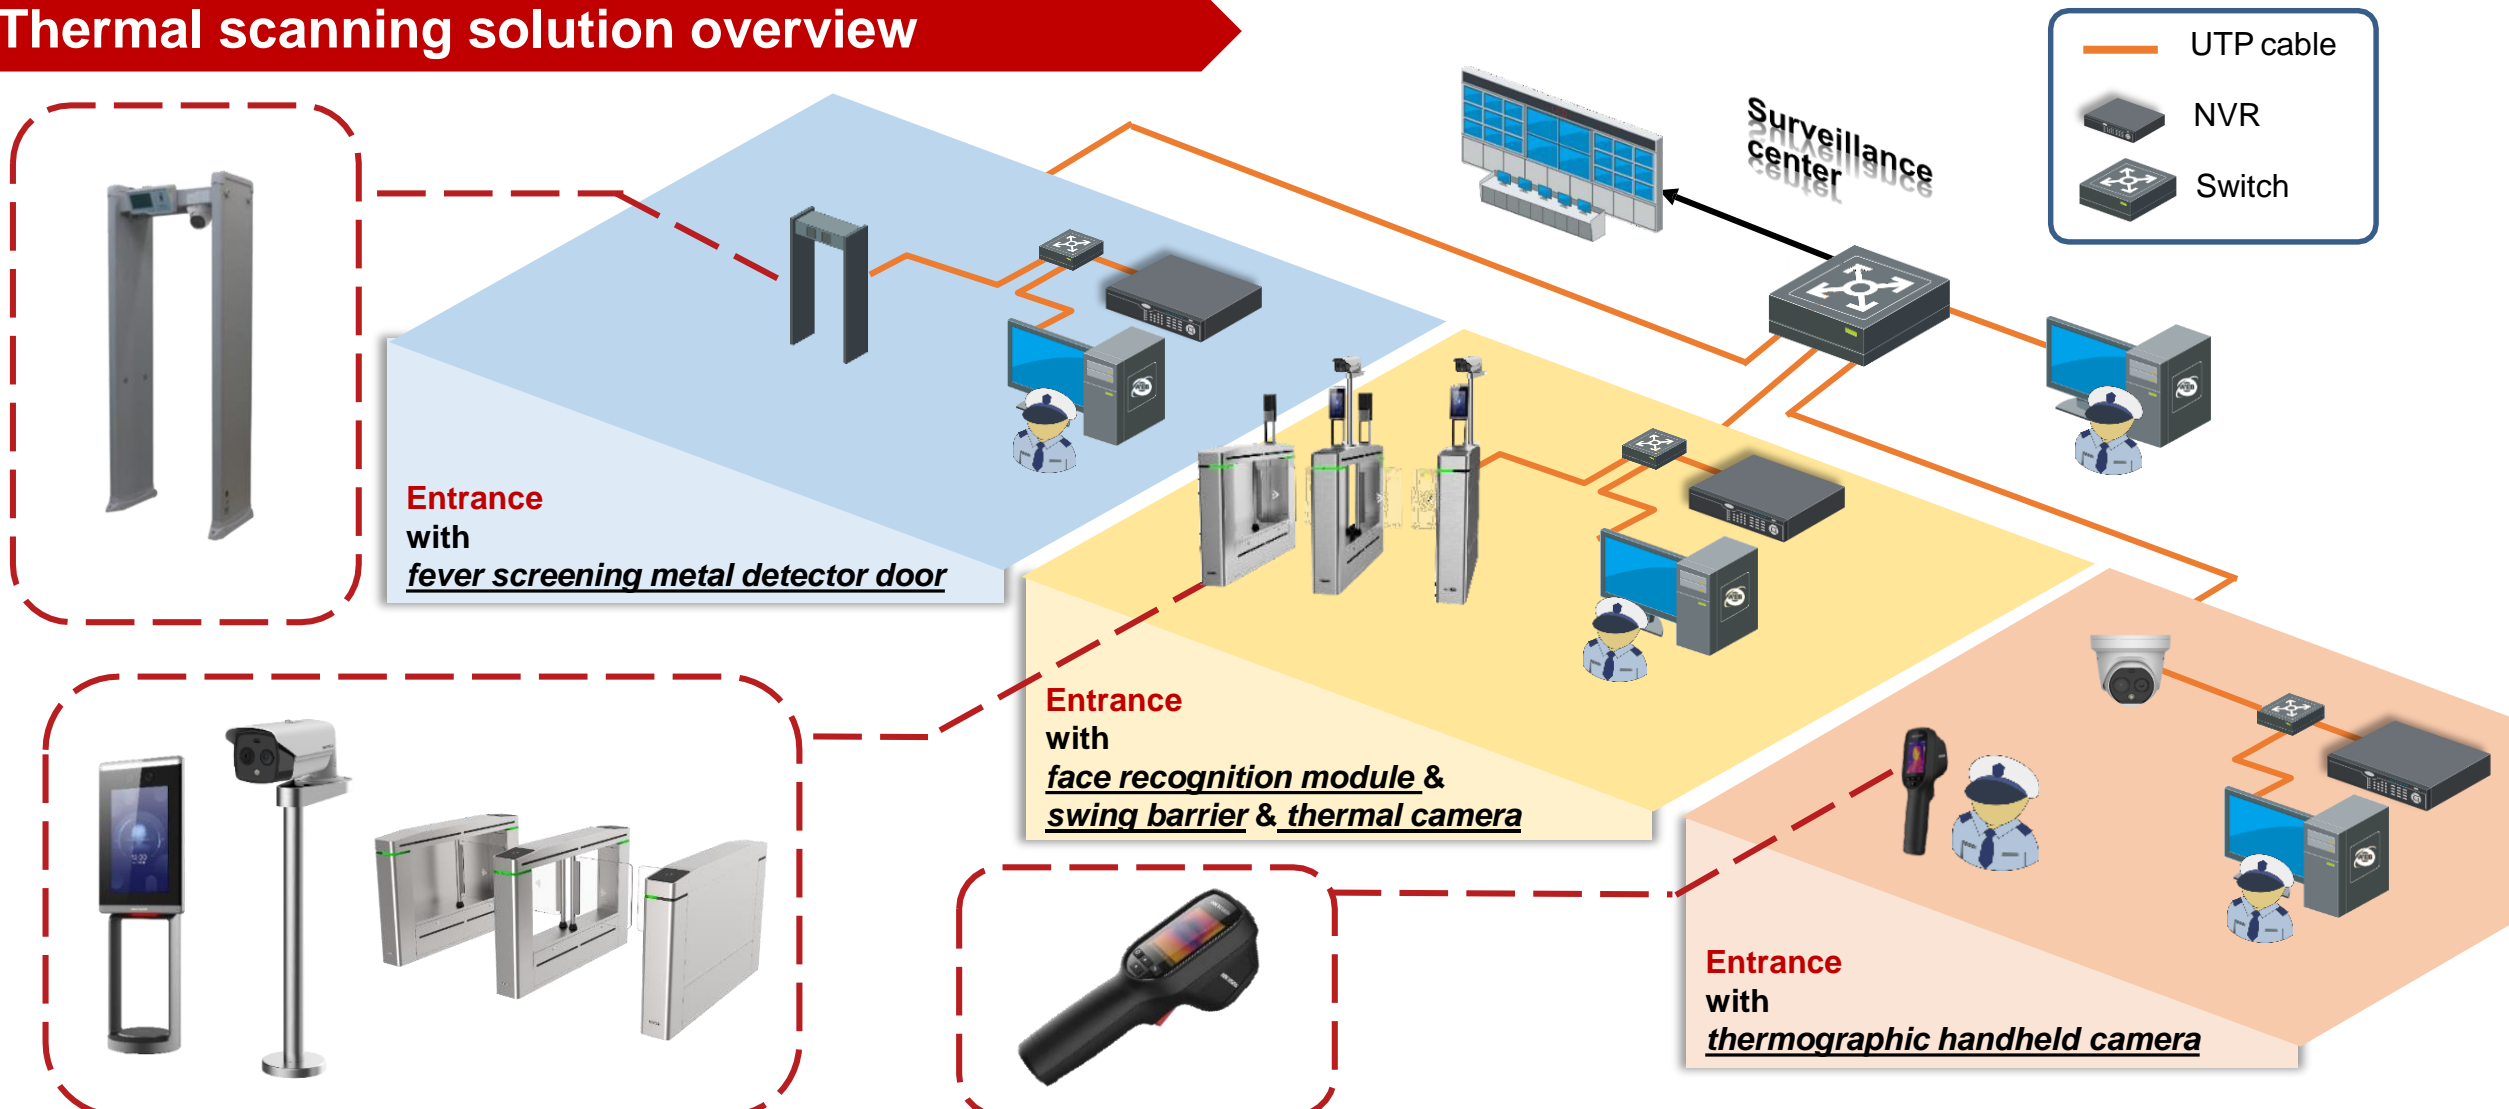 Thermal scanning solution overview
UTP cable
NVR
Switch
Surveillance
center
Entrance
with
fever screening metal detector door
Entrance
with
face recognition module &
swing barrier & thermal camera
Entrance
with
thermographic handheld camera